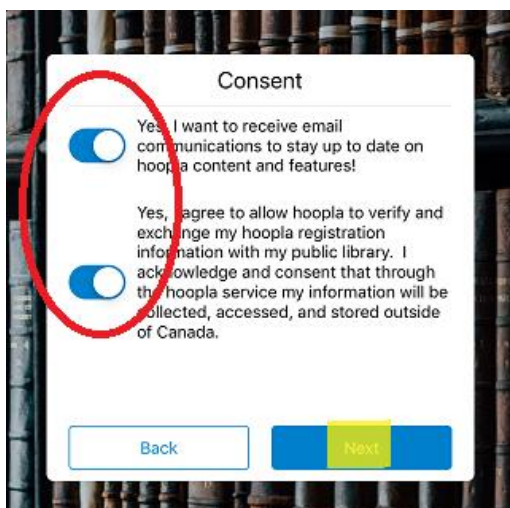 Consent
Yes, I want to receive email
communications to stay up to date on
hoopla content and features!
Yes, I agree to allow hoopla to verify and
exchange my hoopla registration
information with my public library. I
acknowledge and consent that through
the hoopla service my information will be
collected, accessed, and stored outside
of Canada.
Back
Next